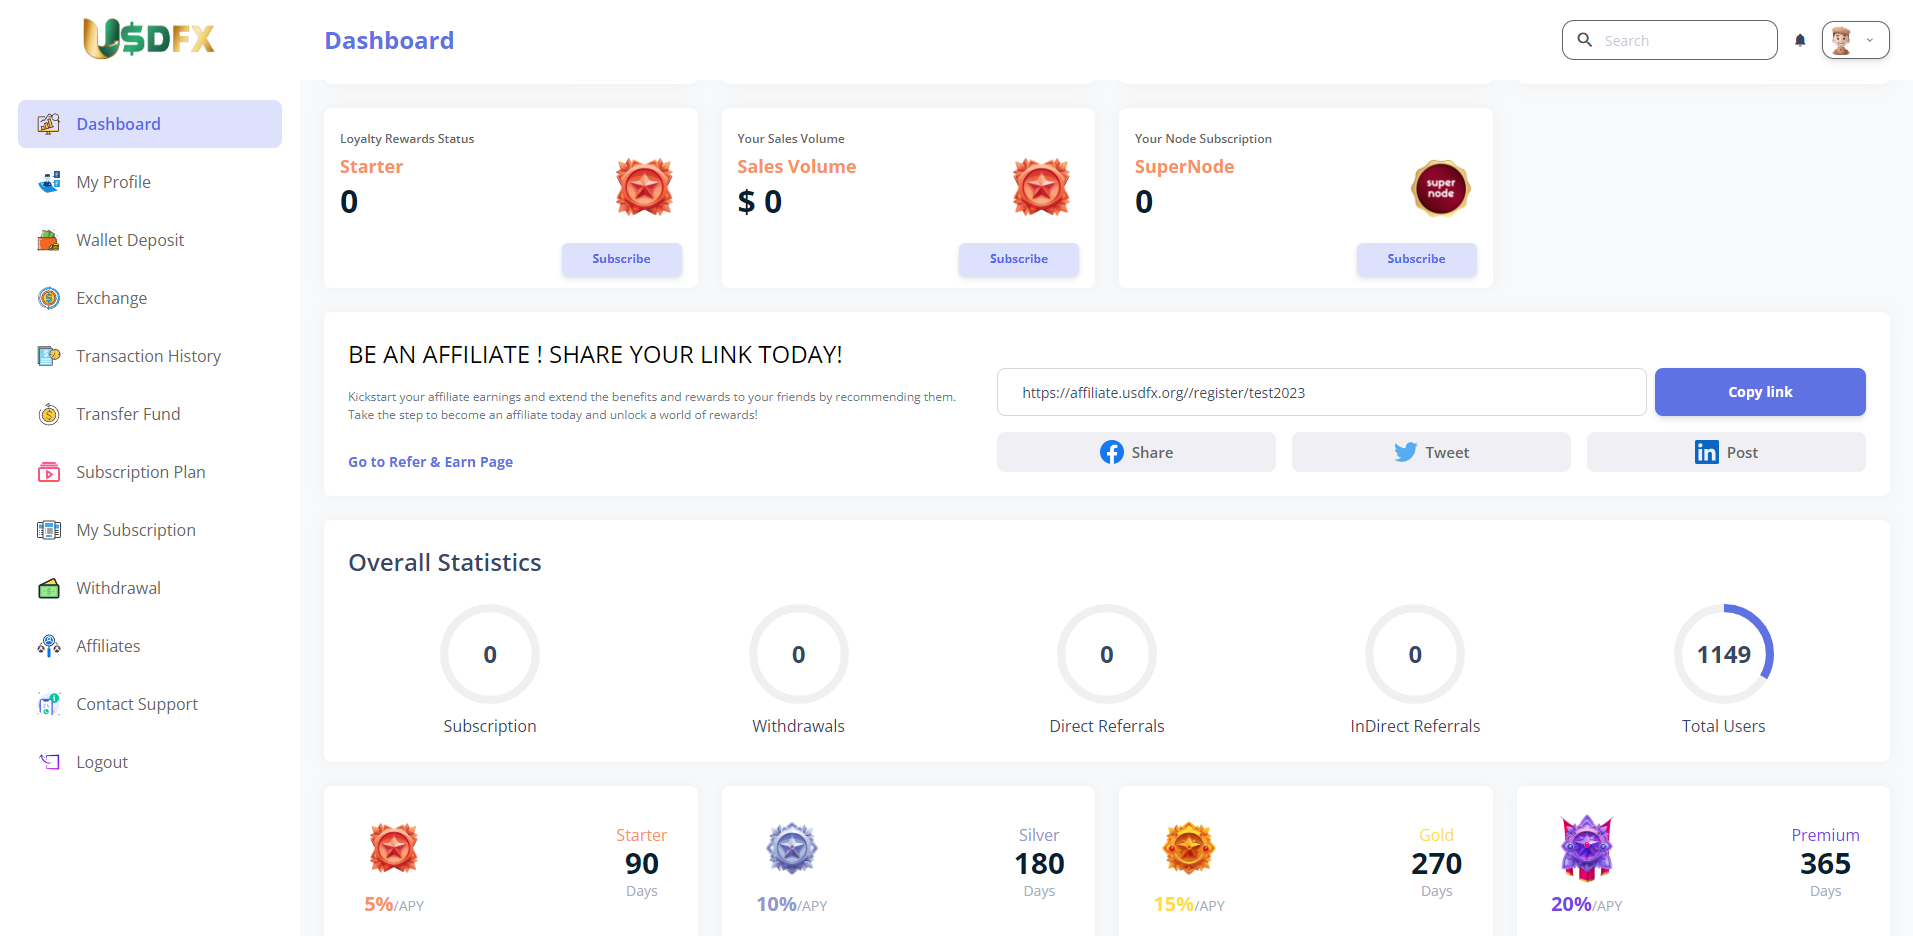 USDFX
Dashboard
Search
Dashboard
My Profile
Wallet Deposit
Exchange
Transaction History
Transfer Fund
Subscription Plan
My Subscription
Withdrawal
Affiliates
Contact Support
Logout
Loyalty Rewards Status
Starter
0
Subscribe
Your Sales Volume
Sales Volume
$ 0
Subscribe
Your Node Subscription
SuperNode
0
super
node
Subscribe
BE AN AFFILIATE ! SHARE YOUR LINK TODAY!
Kickstart your affiliate earnings and extend the benefits and rewards to your friends by recommending them.
Take the step to become an affiliate today and unlock a world of rewards!
Go to Refer & Earn Page
https://affiliate.usdfx.org//register/test2023
Copy link
Share
Tweet
Post
Overall Statistics
0
Subscription
0
Withdrawals
0
Direct Referrals
0
InDirect Referrals
1149
Total Users
Starter
90
Days
5%/APY
Silver
180
Days
10%/APY
Gold
270
Days
15%/APY
Premium
365
Days
20%/APY